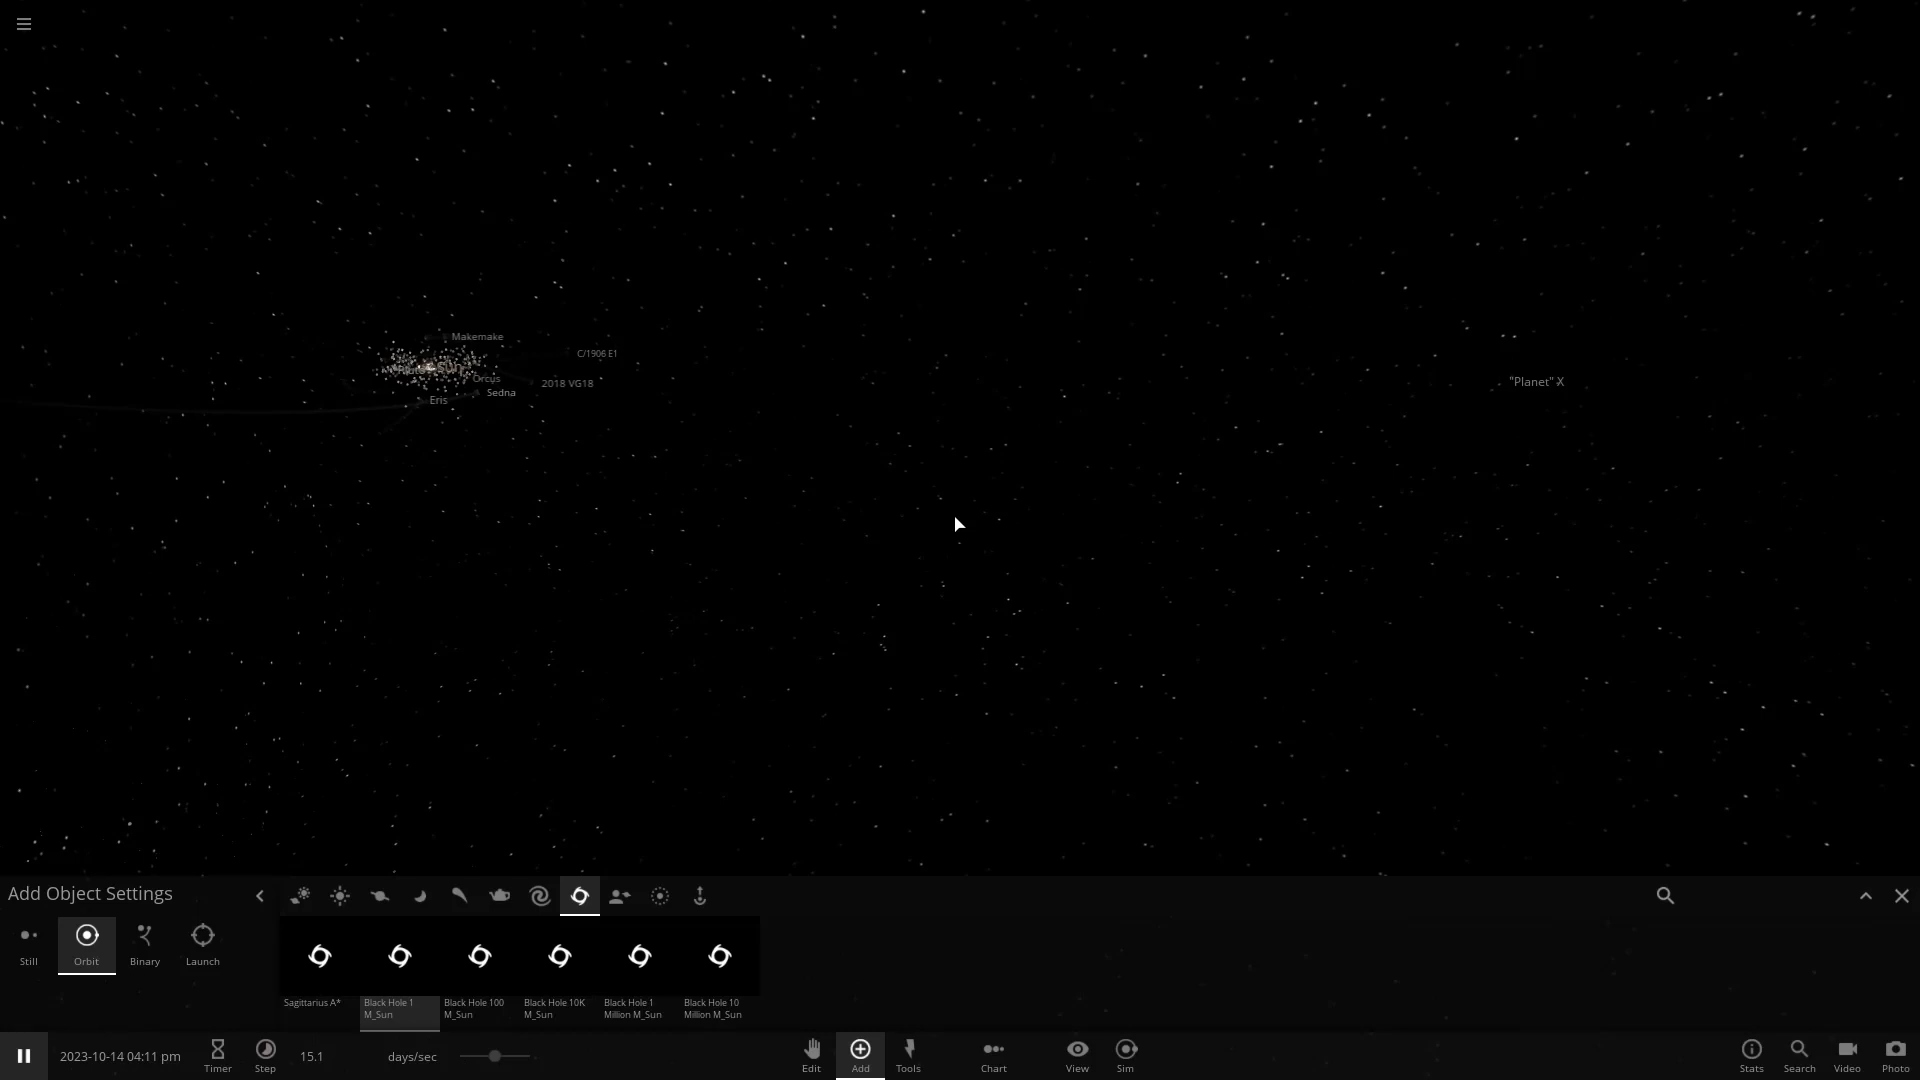 Makemake
C/1906 E1
Sun
Pluto
Orcus
2018 VG18
"Planet" X
Sedna
Eris
Add Object Settings
Still
Orbit
Binary
Launch
Sagittarius A*
Black Hole 1
M_Sun
Black Hole 100
M_Sun
Black Hole 10K
M_Sun
Black Hole 1
Million M_Sun
Black Hole 10
Million M_Sun
2023-10-14 04:11 pm
Timer
Step
15.1
days/sec
Edit
Add
Tools
Chart
View
Sim
Stats
Search
Video
Photo